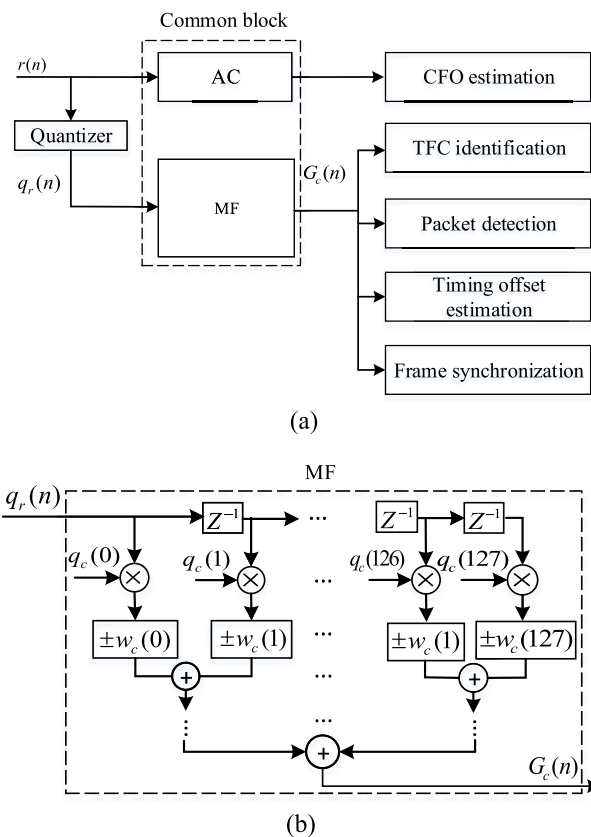 Common block
r(n)
AC
CFO estimation
Quantizer
TFC identification
q_r(n)
G_c(n)
MF
Packet detection
Timing offset
estimation
Frame synchronization
(a)
MF
q_r(n)
Z^{-1}
...
Z^{-1}
Z^{-1}
q_c(0)
q_c(1)
q_c(126)
q_c(127)
×
×
...
×
×
±w_c(0)
±w_c(1)
...
±w_c(1)
±w_c(127)
+
...
+
...
...
...
+
G_c(n)
(b)